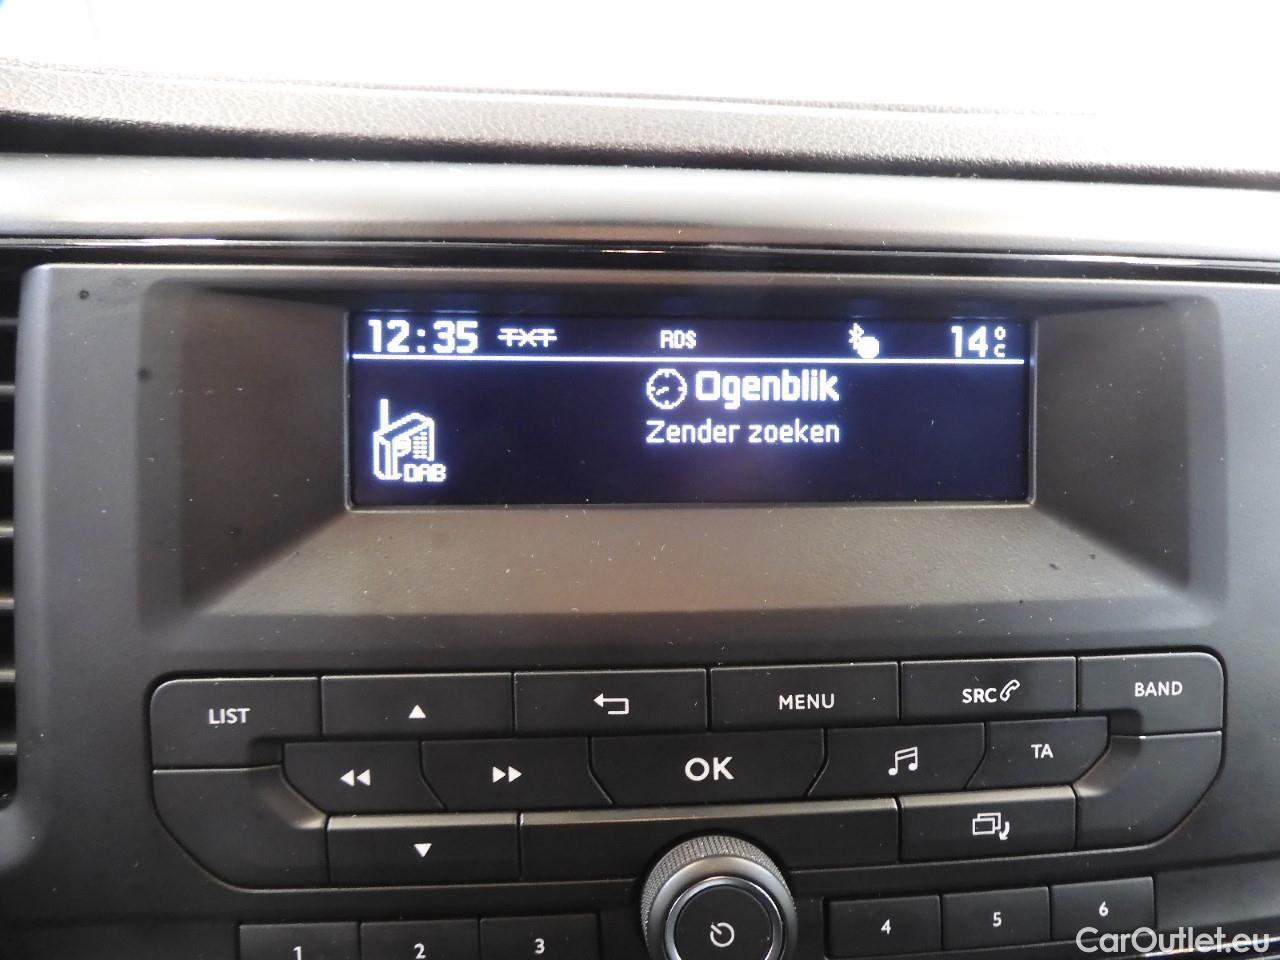 12:35 TXT RDS 14°C
Ogenblik
Zender zoeken
DAB
LIST MENU SRC BAND
OK TA
1 2 3 4 5 6
CarOutlet.eu